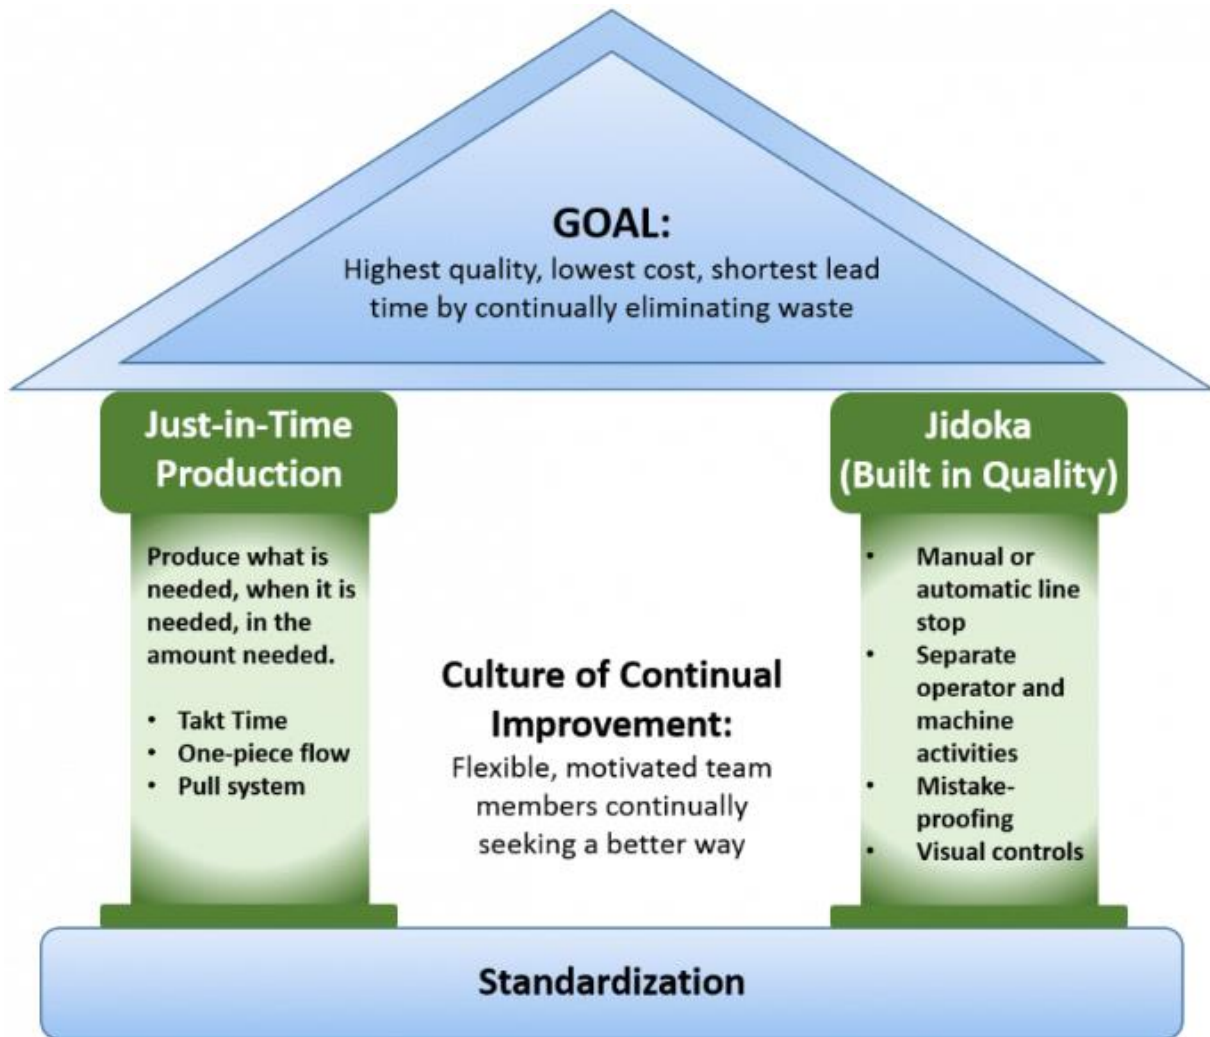 GOAL:
Highest quality, lowest cost, shortest lead
time by continually eliminating waste
Just-in-Time
Production
Produce what is
needed, when it is
needed, in the
amount needed.
• Takt Time
• One-piece flow
• Pull system
Culture of Continual
Improvement:
Flexible, motivated team
members continually
seeking a better way
Jidoka
(Built in Quality)
• Manual or
automatic line
stop
• Separate
operator and
machine
activities
• Mistake-
proofing
• Visual controls
Standardization